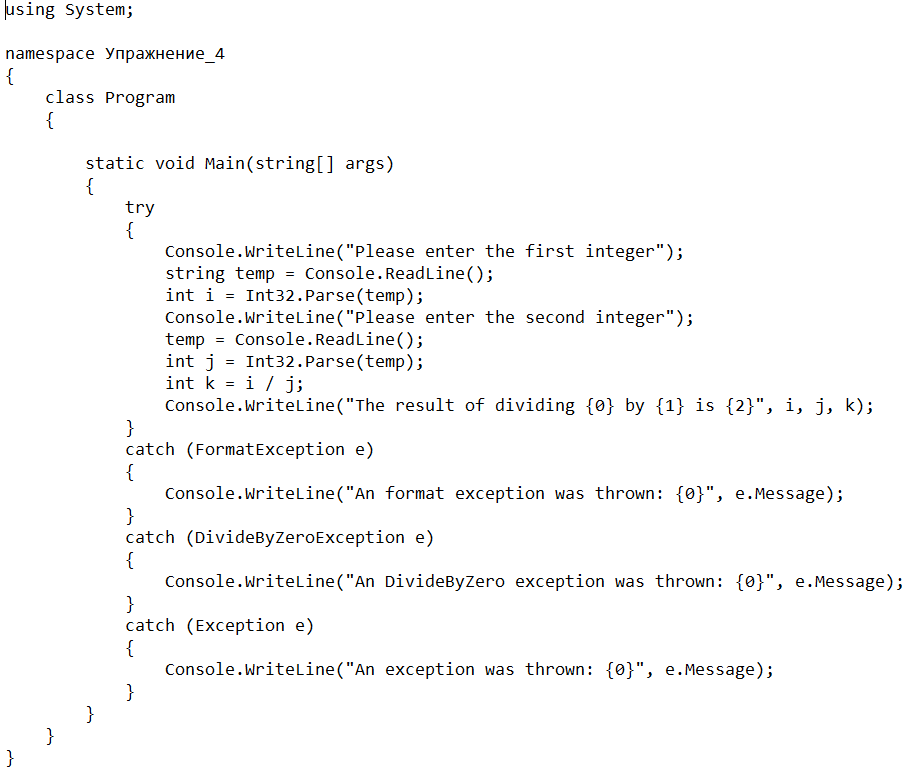 using System;

namespace Упражнение_4
{
    class Program
    {

        static void Main(string[] args)
        {
            try
            {
                Console.WriteLine("Please enter the first integer");
                string temp = Console.ReadLine();
                int i = Int32.Parse(temp);
                Console.WriteLine("Please enter the second integer");
                temp = Console.ReadLine();
                int j = Int32.Parse(temp);
                int k = i / j;
                Console.WriteLine("The result of dividing {0} by {1} is {2}", i, j, k);
            }
            catch (FormatException e)
            {
                Console.WriteLine("An format exception was thrown: {0}", e.Message);
            }
            catch (DivideByZeroException e)
            {
                Console.WriteLine("An DivideByZero exception was thrown: {0}", e.Message);
            }
            catch (Exception e)
            {
                Console.WriteLine("An exception was thrown: {0}", e.Message);
            }
        }
    }
}